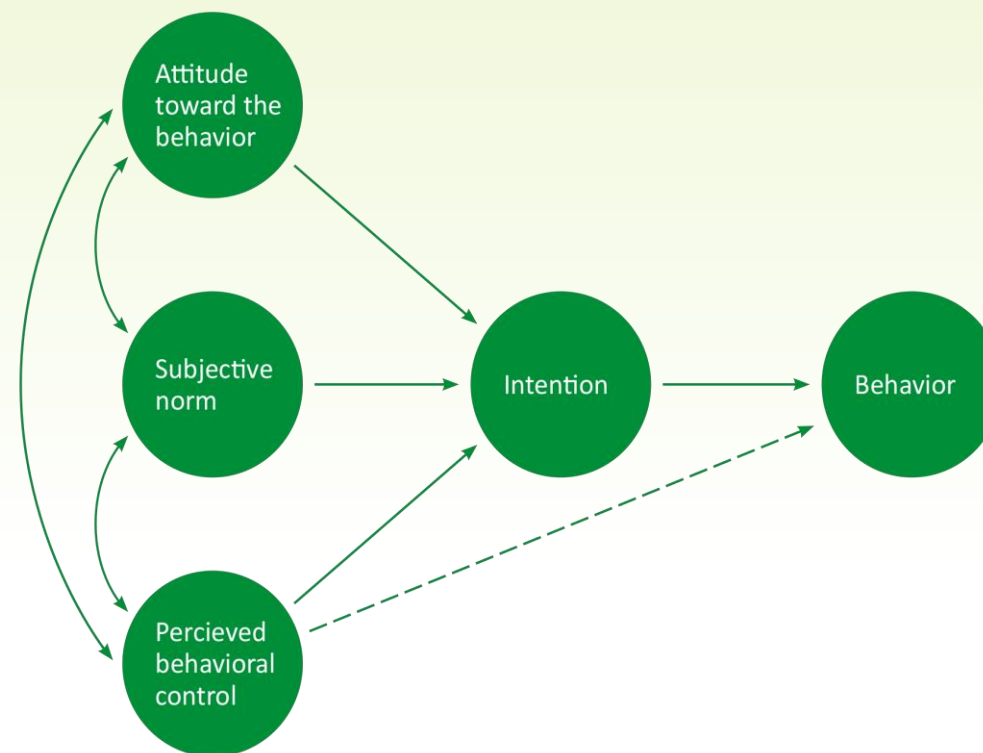 Attitude
toward the
behavior
Subjective
norm
Intention
Behavior
Percieved
behavioral
control